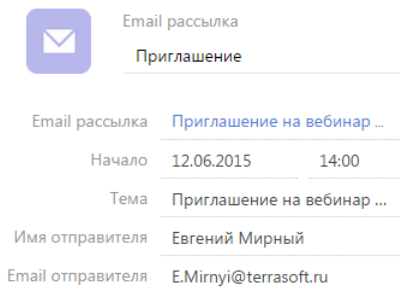 Email рассылка
Приглашение
Email рассылка Приглашение на вебинар ...
Начало 12.06.2015 14:00
Тема Приглашение на вебинар ...
Имя отправителя Евгений Мирный
Email отправителя E.Mirnyi@terrasoft.ru